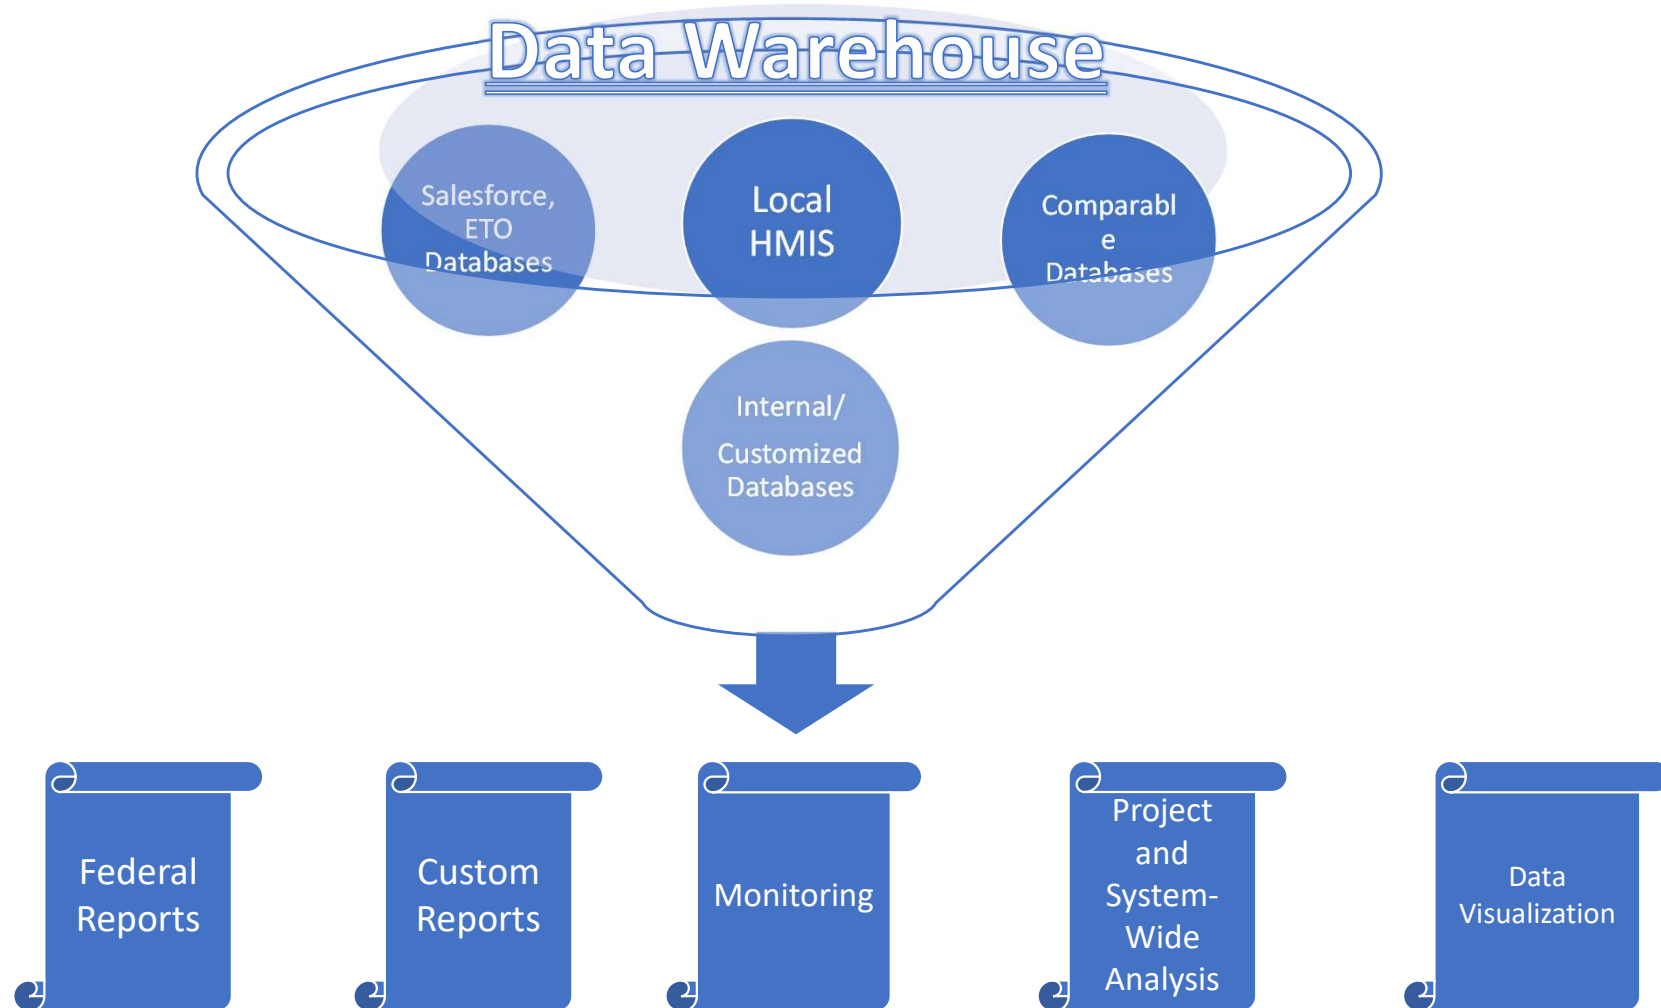 Data Warehouse
Salesforce,
ETO
Databases
Local
HMIS
Comparabl
e
Databases
Internal/
Customized
Databases
Federal
Reports
Custom
Reports
Monitoring
Project
and
System-
Wide
Analysis
Data
Visualization